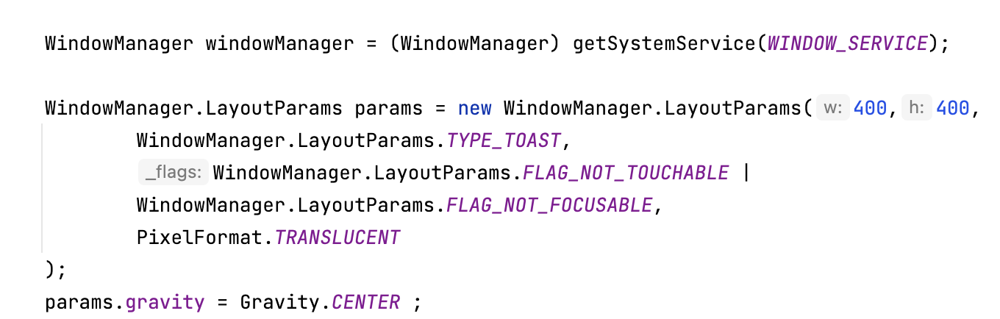 WindowManager windowManager = (WindowManager) getSystemService(WINDOW_SERVICE);
WindowManager.LayoutParams params = new WindowManager.LayoutParams( w: 400, h: 400,
WindowManager.LayoutParams.TYPE_TOAST,
_flags: WindowManager.LayoutParams.FLAG_NOT_TOUCHABLE |
WindowManager.LayoutParams.FLAG_NOT_FOCUSABLE,
PixelFormat.TRANSLUCENT
);
params.gravity = Gravity.CENTER ;